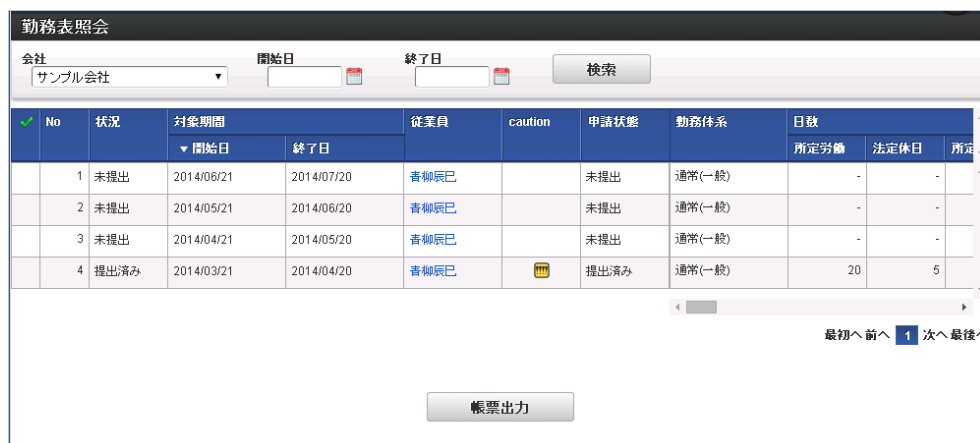 勤務表照会
会社 開始日 終了日
サンプル会社 検索
No 状況 対象期間 従業員 caution 申請状態 勤務体系 日数
▼開始日 終了日 所定労働 法定休日 所定
1 未提出 2014/06/21 2014/07/20 青柳辰巳 未提出 通常(一般) - -
2 未提出 2014/05/21 2014/06/20 青柳辰巳 未提出 通常(一般) - -
3 未提出 2014/04/21 2014/05/20 青柳辰巳 未提出 通常(一般) - -
4 提出済み 2014/03/21 2014/04/20 青柳辰巳 提出済み 通常(一般) 20 5
最初へ 前へ 1 次へ 最後へ
帳票出力